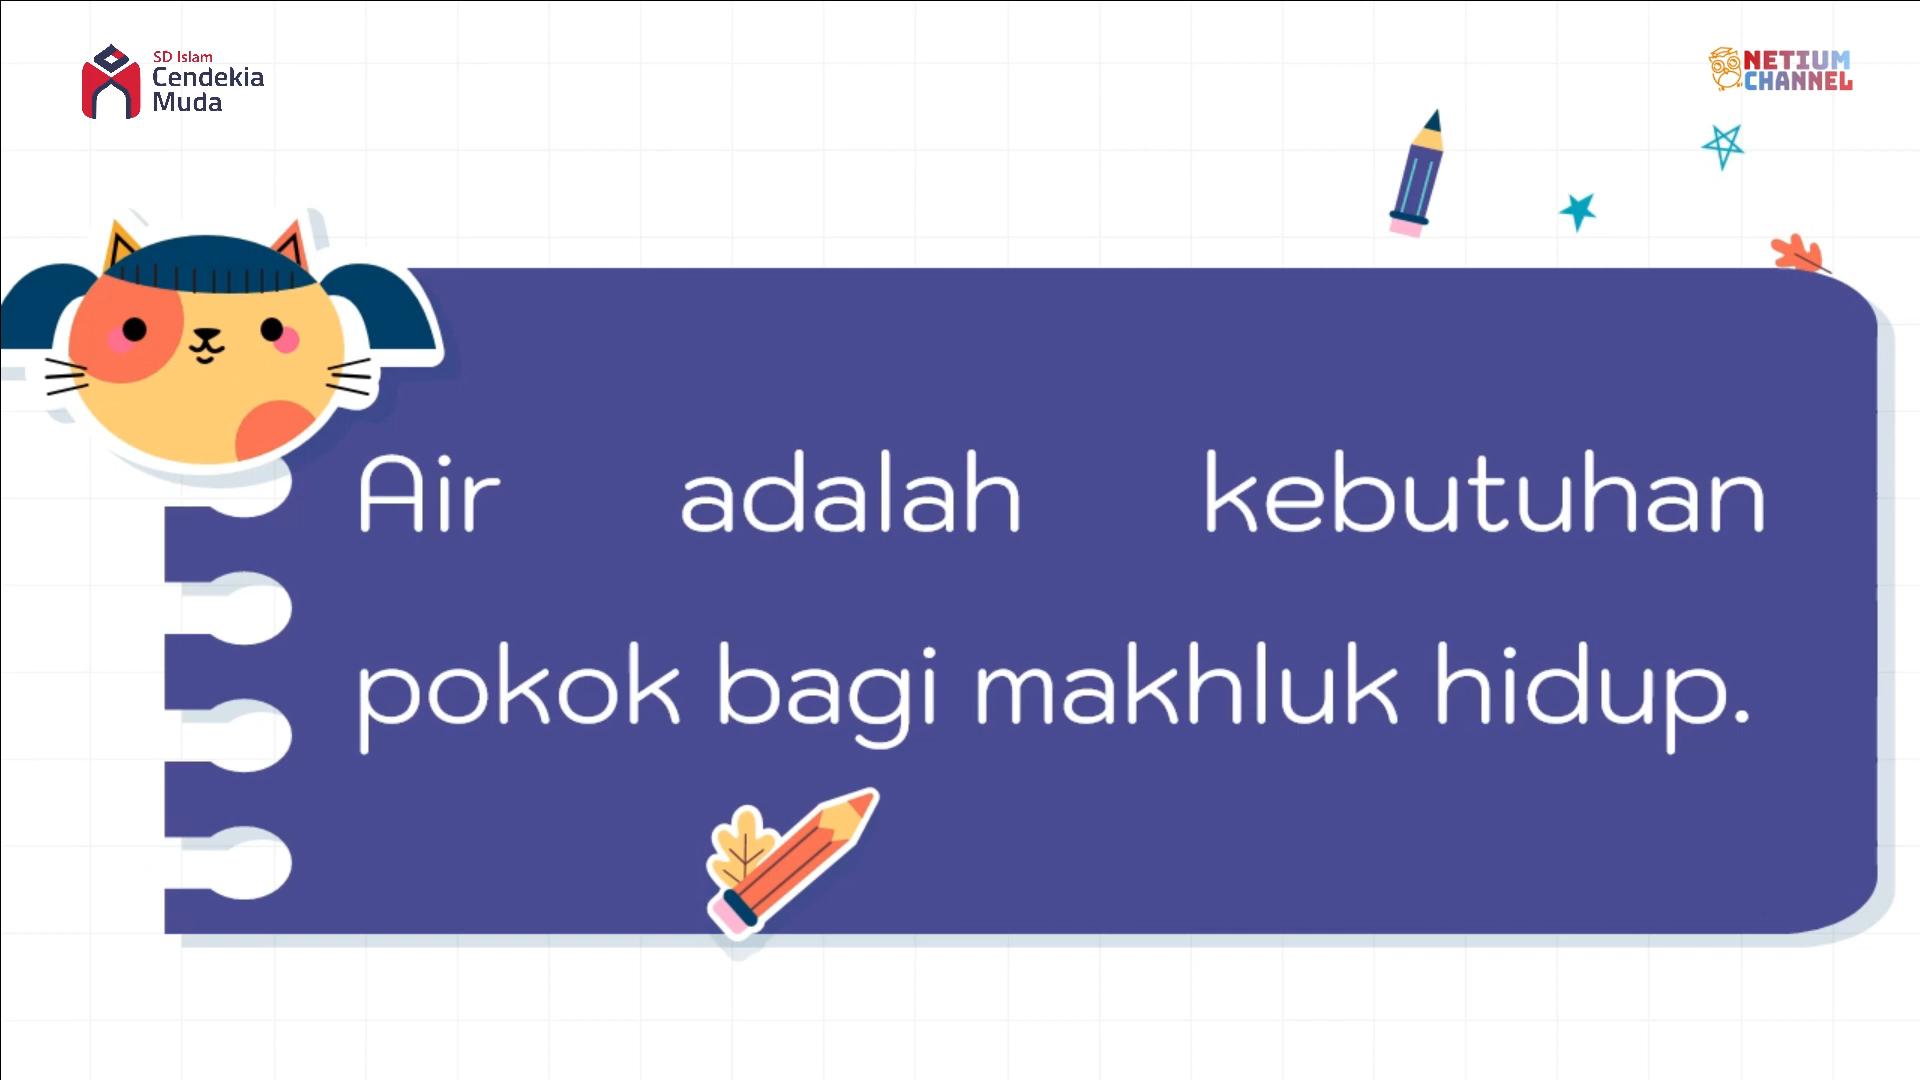 SD Islam
Cendekia
Muda
NETIUM
CHANNEL
Air adalah kebutuhan
pokok bagi makhluk hidup.